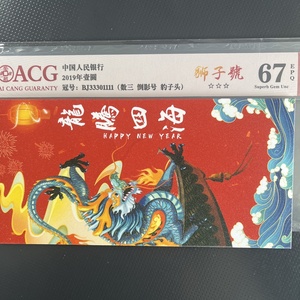 ACG
AI CANG GUARANTY
中国人民银行
2019年壹圆
冠号：BJ33301111（数三 倒影号 豹子头）
狮子號
☆☆☆
67
EPQ
Superb Gem Unc
龍騰四海
HAPPY NEW YEAR